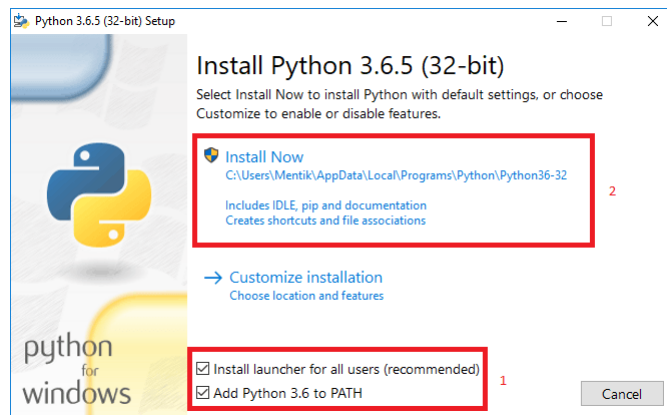 Python 3.6.5 (32-bit) Setup
Install Python 3.6.5 (32-bit)
Select Install Now to install Python with default settings, or choose
Customize to enable or disable features.
Install Now
C:\Users\Mentik\AppData\Local\Programs\Python\Python36-32
2
Includes IDLE, pip and documentation
Creates shortcuts and file associations
Customize installation
Choose location and features
python
for
windows
Install launcher for all users (recommended)
1
Add Python 3.6 to PATH
Cancel